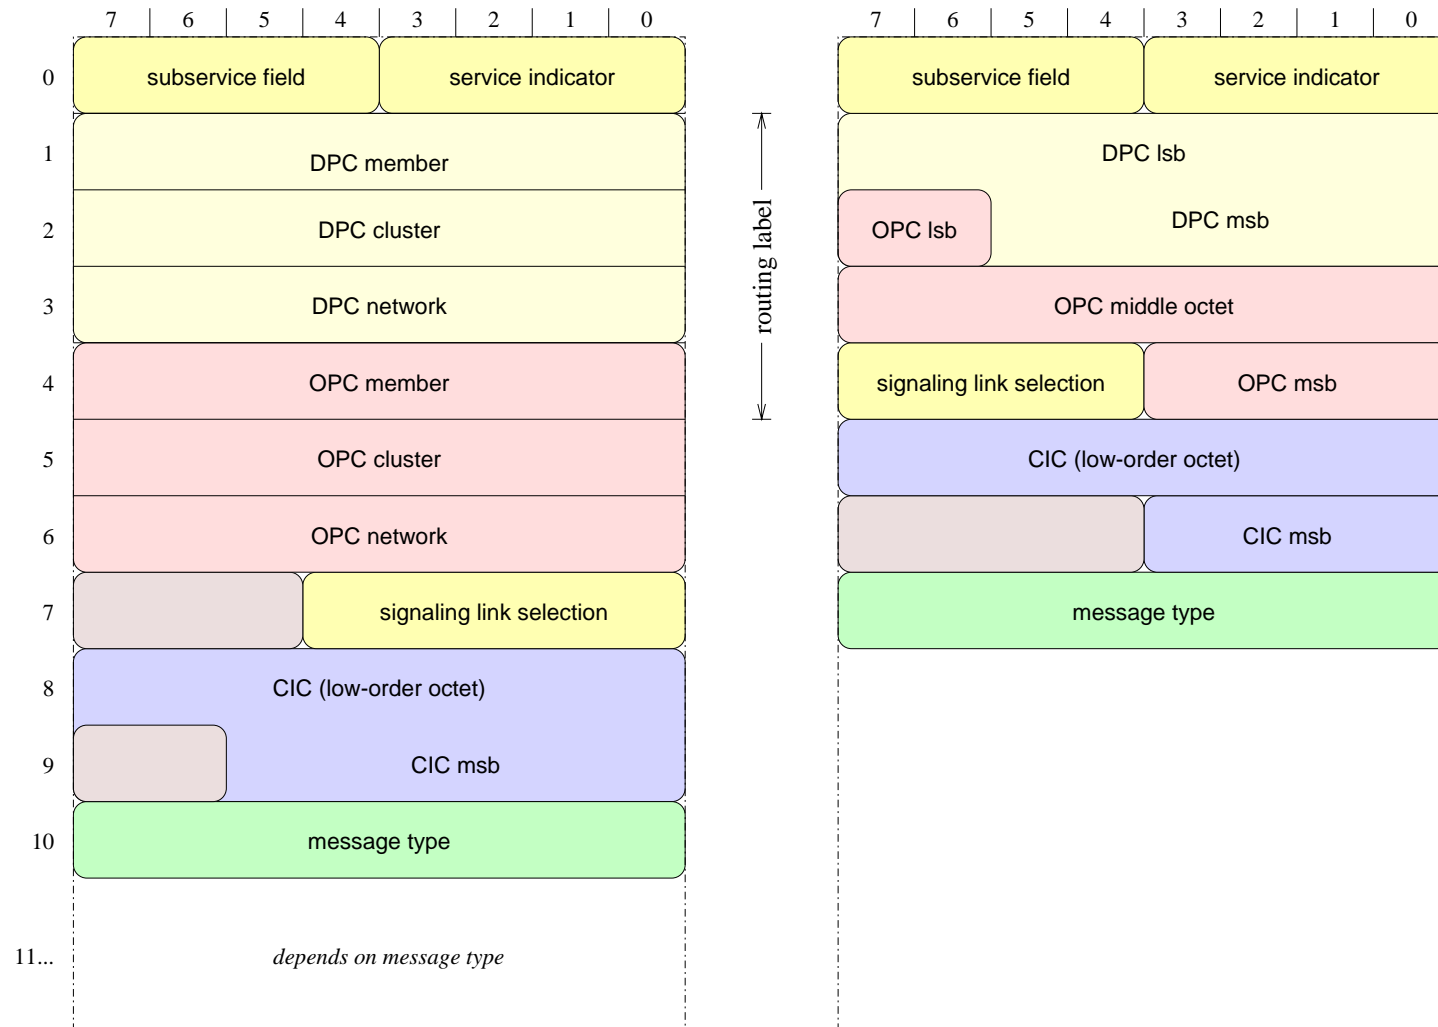 7 6 5 4 3 2 1 0 7 6 5 4 3 2 1 0
0 subservice field service indicator subservice field service indicator
1 DPC member DPC lsb
2 DPC cluster OPC lsb DPC msb
3 DPC network OPC middle octet
routing label
4 OPC member signaling link selection OPC msb
5 OPC cluster CIC (low-order octet)
6 OPC network CIC msb
7 signaling link selection message type
8 CIC (low-order octet)
9 CIC msb
10 message type
11... depends on message type